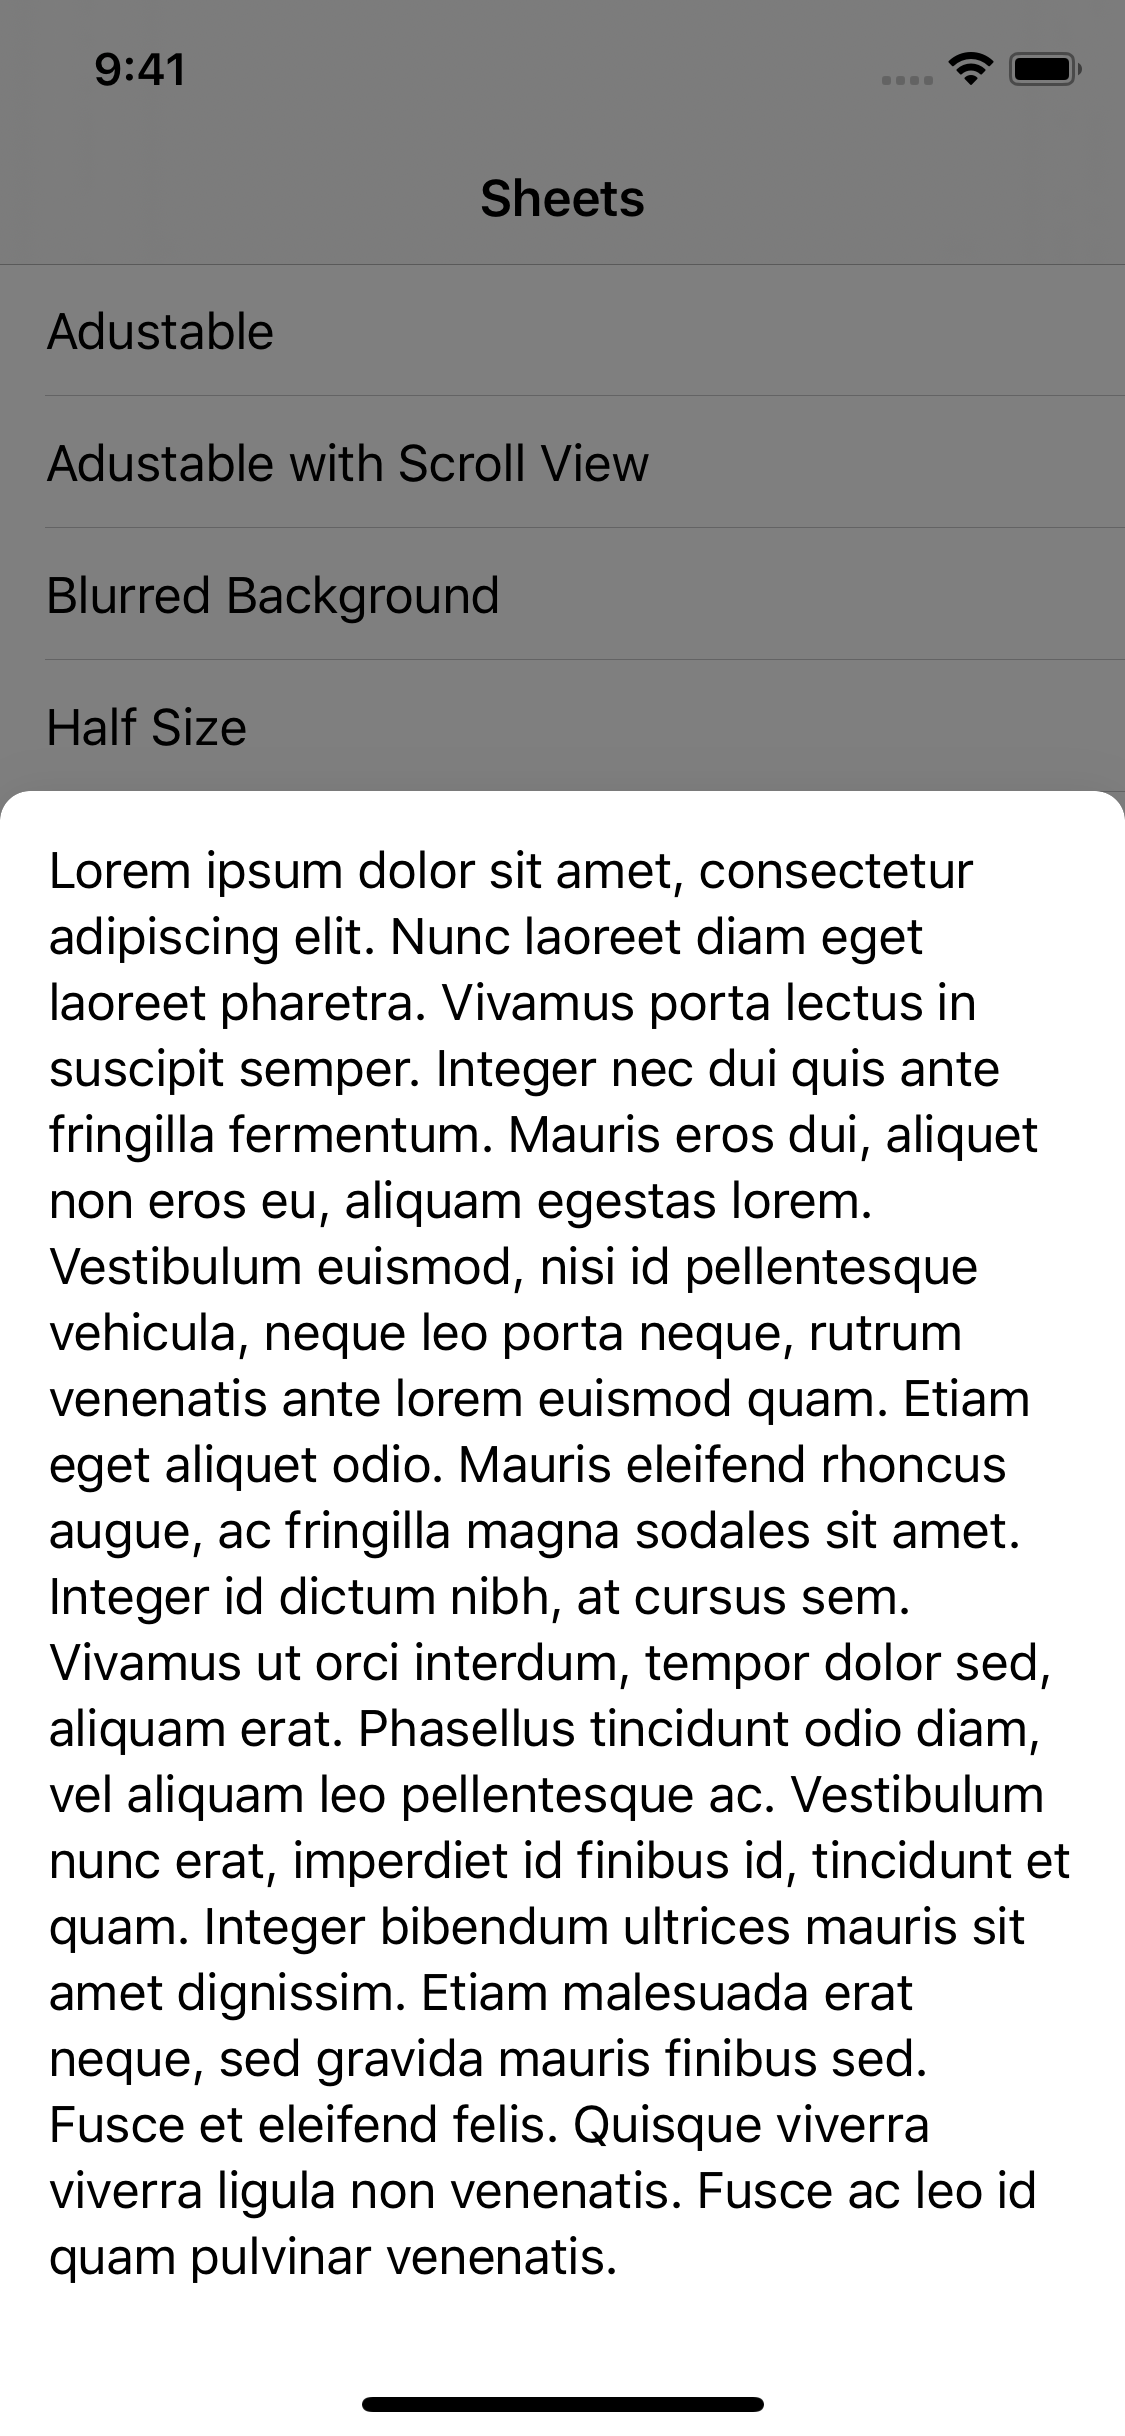 9:41
Sheets
Adustable
Adustable with Scroll View
Blurred Background
Half Size
Lorem ipsum dolor sit amet, consectetur
adipiscing elit. Nunc laoreet diam eget
laoreet pharetra. Vivamus porta lectus in
suscipit semper. Integer nec dui quis ante
fringilla fermentum. Mauris eros dui, aliquet
non eros eu, aliquam egestas lorem.
Vestibulum euismod, nisi id pellentesque
vehicula, neque leo porta neque, rutrum
venenatis ante lorem euismod quam. Etiam
eget aliquet odio. Mauris eleifend rhoncus
augue, ac fringilla magna sodales sit amet.
Integer id dictum nibh, at cursus sem.
Vivamus ut orci interdum, tempor dolor sed,
aliquam erat. Phasellus tincidunt odio diam,
vel aliquam leo pellentesque ac. Vestibulum
nunc erat, imperdiet id finibus id, tincidunt et
quam. Integer bibendum ultrices mauris sit
amet dignissim. Etiam malesuada erat
neque, sed gravida mauris finibus sed.
Fusce et eleifend felis. Quisque viverra
viverra ligula non venenatis. Fusce ac leo id
quam pulvinar venenatis.